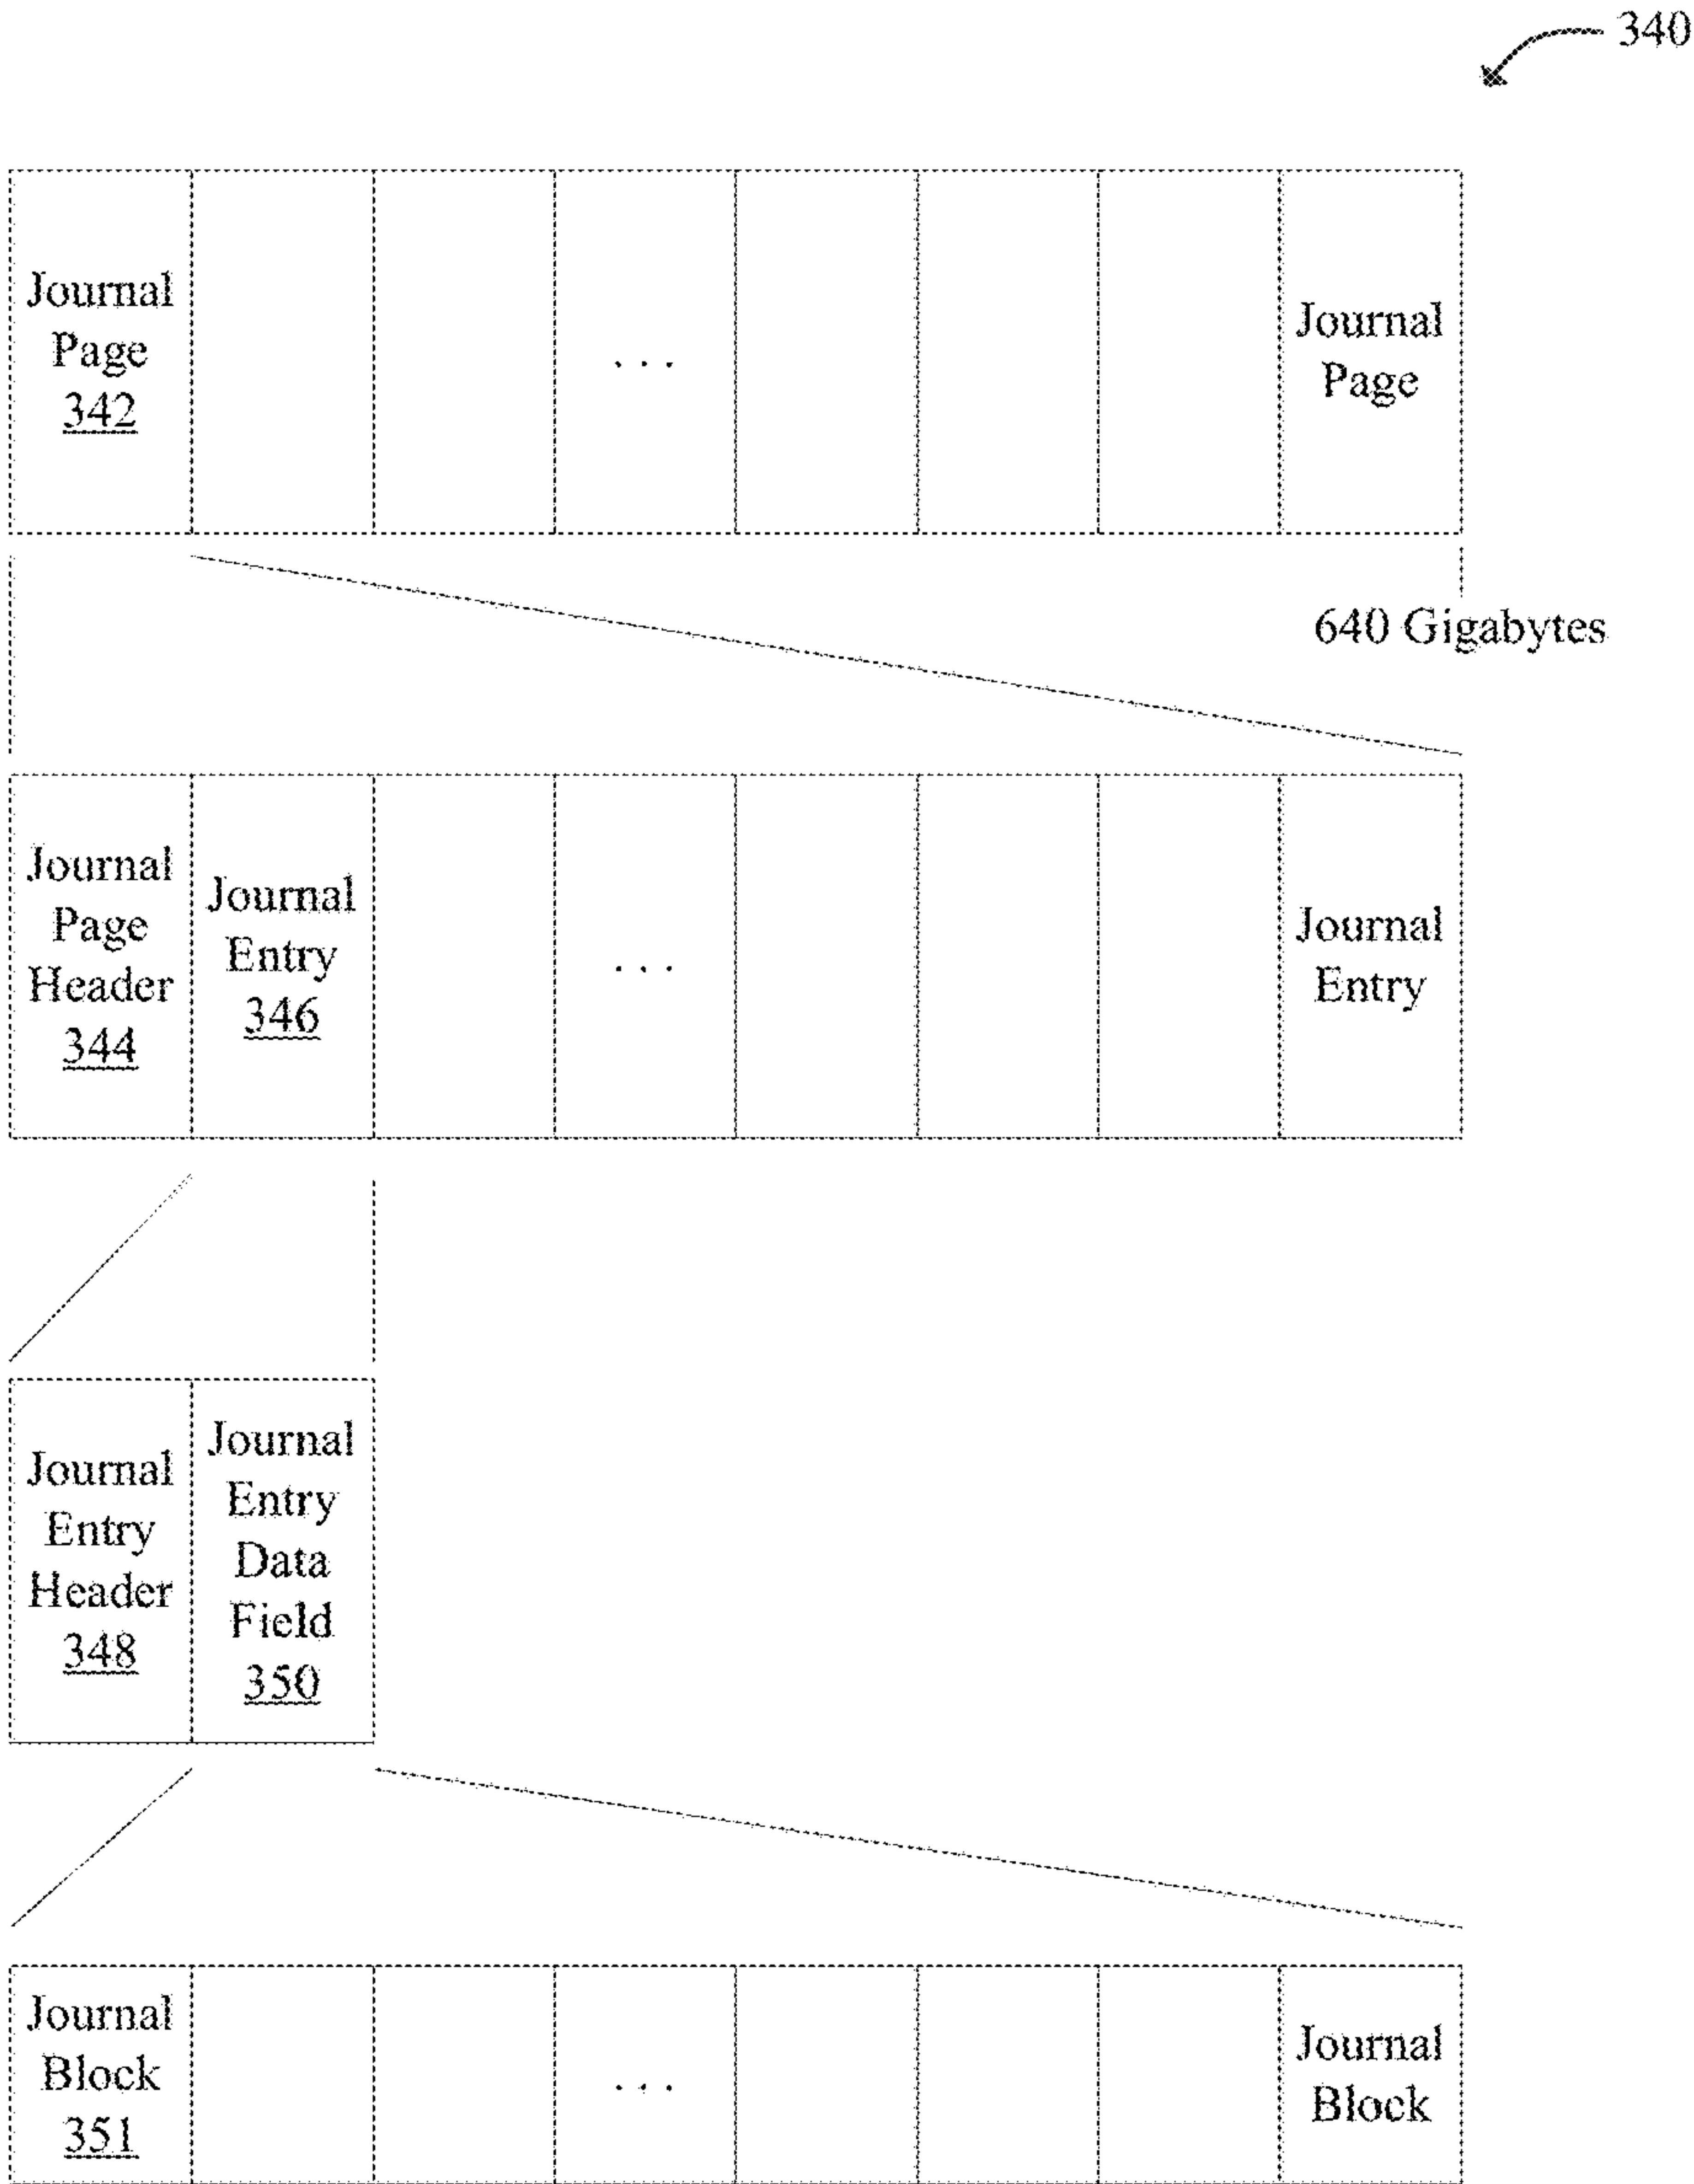 340
Journal
Page
342
...
Journal
Page
640 Gigabytes
Journal
Page
Header
344
Journal
Entry
346
...
Journal
Entry
Journal
Entry
Header
348
Journal
Entry
Data
Field
350
Journal
Block
351
...
Journal
Block